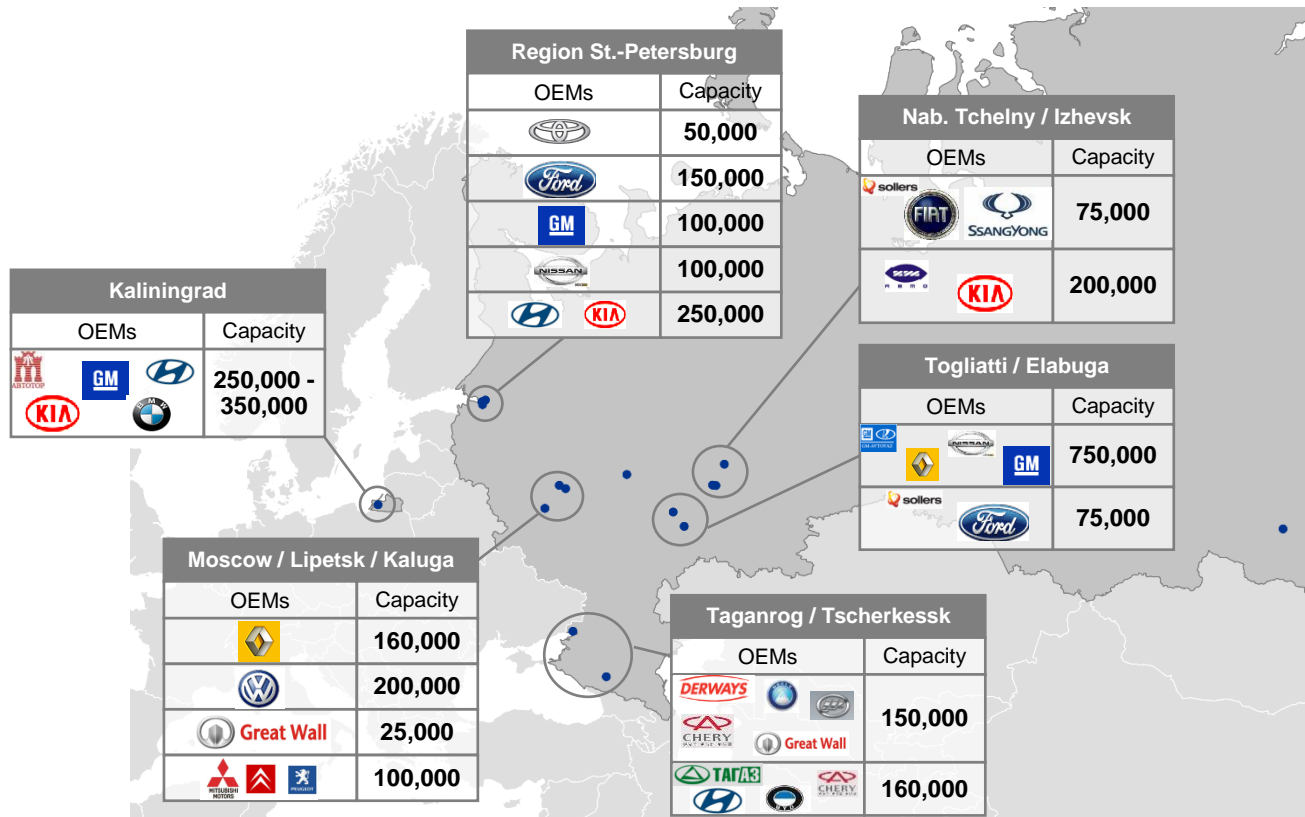 Region St.-Petersburg
OEMs Capacity
50,000
Ford 150,000
GM 100,000
NISSAN 100,000
KIA 250,000
Nab. Tchelny / Izhevsk
OEMs Capacity
sollers
FIAT SSANGYONG 75,000
KIA 200,000
Kaliningrad
OEMs Capacity
АВТОТОР GM
KIA BMW
250,000 -
350,000
Togliatti / Elabuga
OEMs Capacity
GM
GM-AVTOVAZ NISSAN GM 750,000
sollers
Ford 75,000
Moscow / Lipetsk / Kaluga
OEMs Capacity
160,000
200,000
Great Wall 25,000
MITSUBISHI
MOTORS PEUGEOT 100,000
Taganrog / Tscherkessk
OEMs Capacity
DERWAYS
CHERY Great Wall 150,000
ТАГАЗ CHERY
BYD 160,000